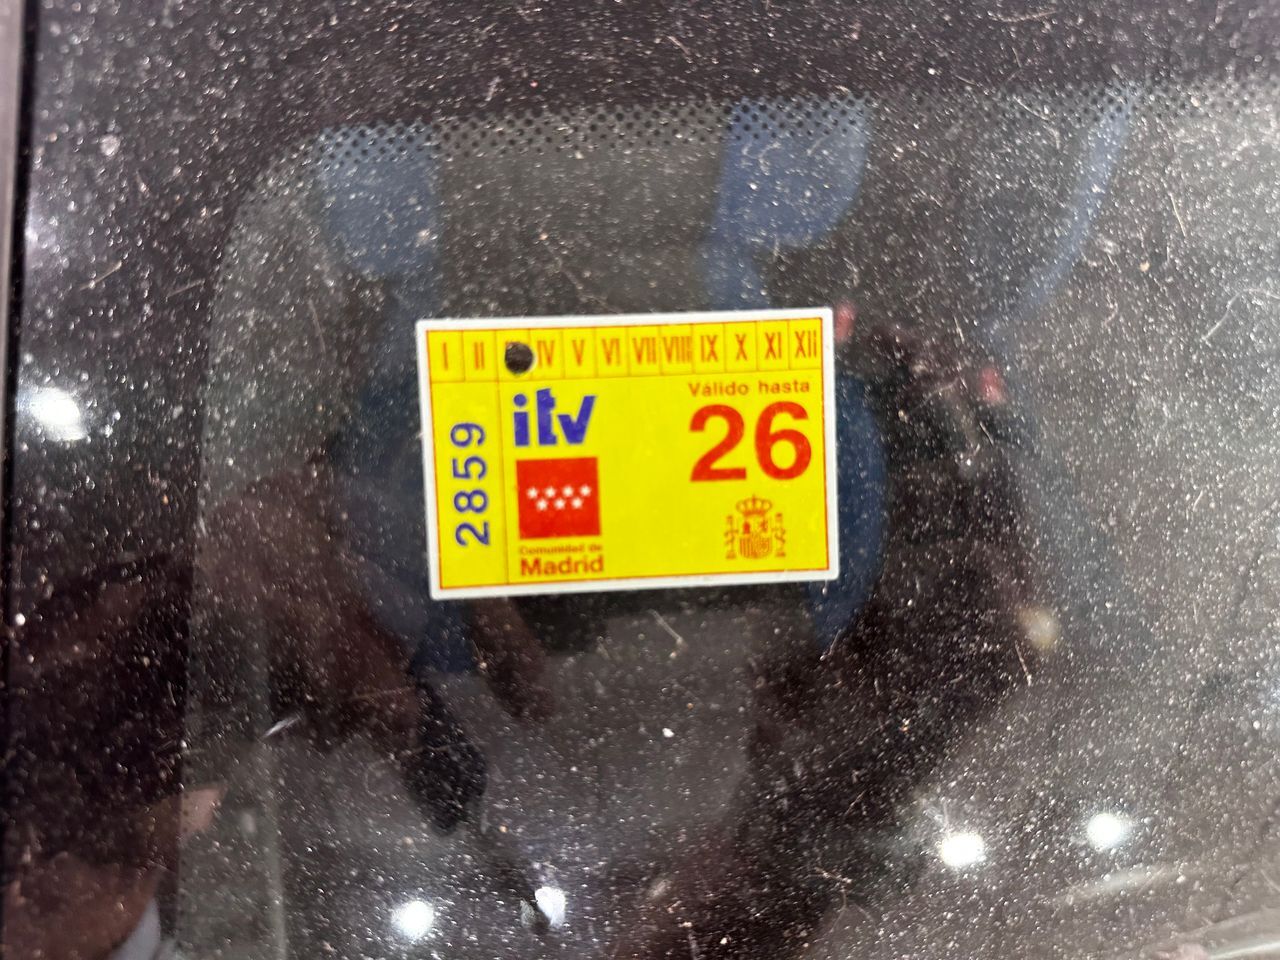 I II IV V VI VII VIII IX X XI XII
2859
itv
Válido hasta
26
Comunidad de
Madrid